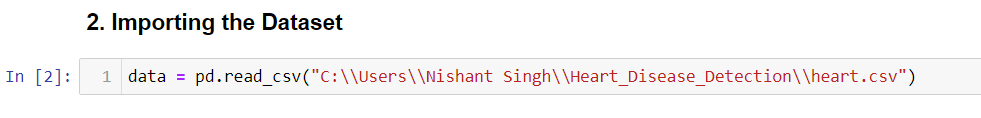 2. Importing the Dataset
In [2]: 1 data = pd.read_csv("C:\\Users\\Nishant Singh\\Heart_Disease_Detection\\heart.csv")